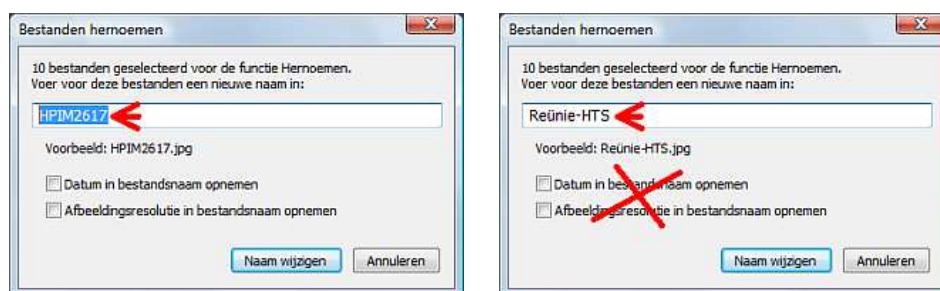 Bestanden hernoemen
10 bestanden geselecteerd voor de functie Hernoemen.
Voer voor deze bestanden een nieuwe naam in:
HPIM2617
Voorbeeld: HPIM2617.jpg
Datum in bestandsnaam opnemen
Afbeeldingsresolutie in bestandsnaam opnemen
Naam wijzigen Annuleren
Bestanden hernoemen
10 bestanden geselecteerd voor de functie Hernoemen.
Voer voor deze bestanden een nieuwe naam in:
Reünie-HTS
Voorbeeld: Reünie-HTS.jpg
Datum in bestandsnaam opnemen
Afbeeldingsresolutie in bestandsnaam opnemen
Naam wijzigen Annuleren